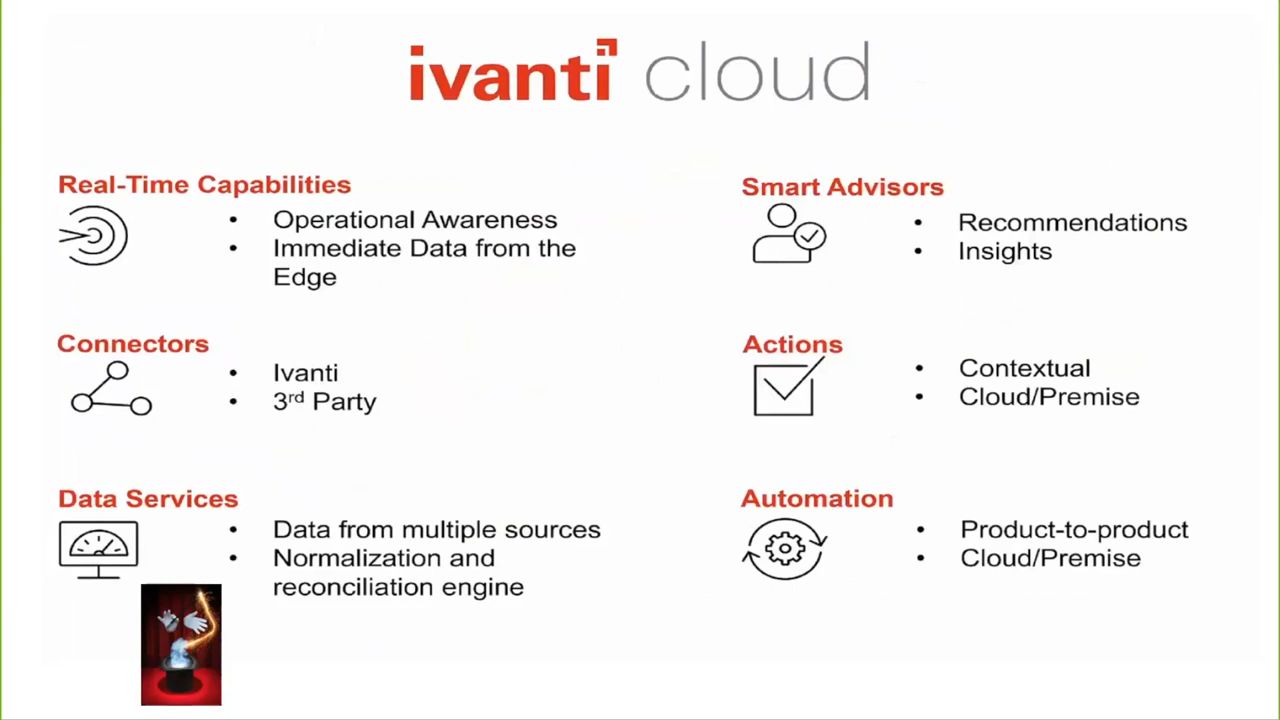 ivanti cloud
Real-Time Capabilities
• Operational Awareness
• Immediate Data from the
Edge
Connectors
• Ivanti
• 3rd Party
Data Services
• Data from multiple sources
• Normalization and
reconciliation engine
Smart Advisors
• Recommendations
• Insights
Actions
• Contextual
• Cloud/Premise
Automation
• Product-to-product
• Cloud/Premise